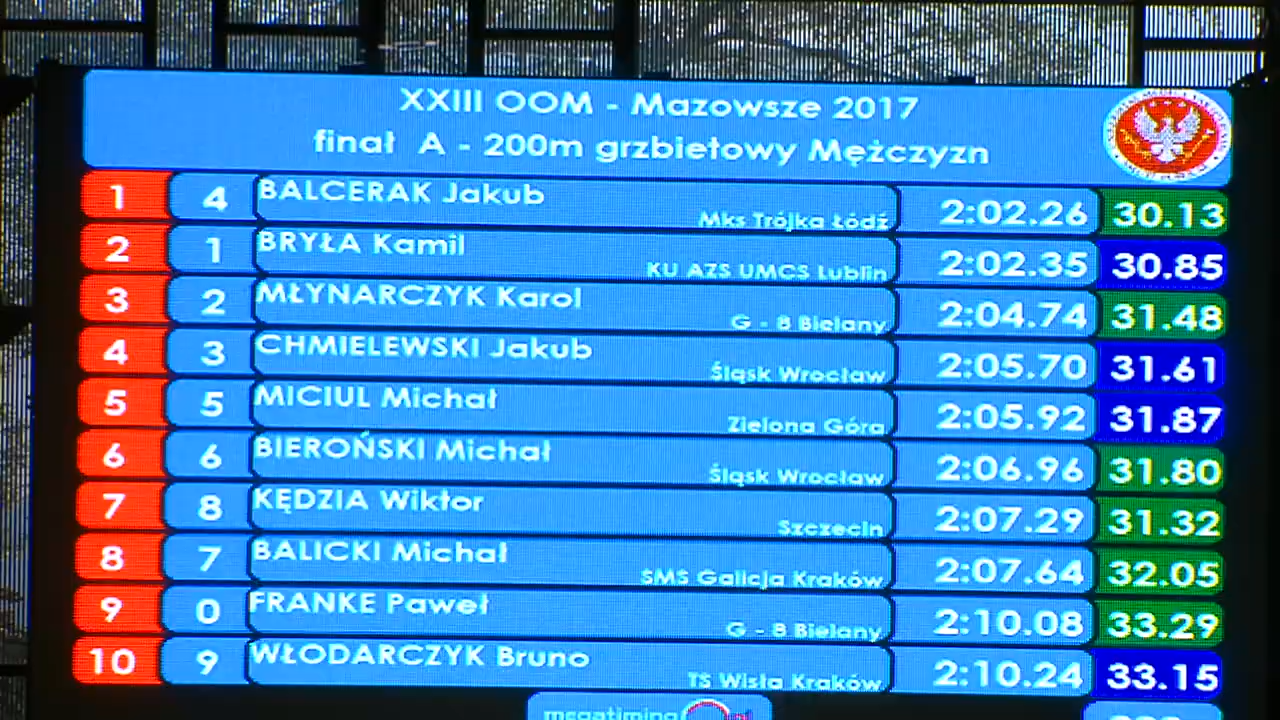 XXIII OOM - Mazowsze 2017
finał A - 200m grzbietowy Mężczyzn
1 4 BALCERAK Jakub Mks Trójka Łódź 2:02.26 30.13
2 1 BRYŁA Kamil KU AZS UMCS Lublin 2:02.35 30.85
3 2 MŁYNARCZYK Karol G - 8 Bielany 2:04.74 31.48
4 3 CHMIELEWSKI Jakub Śląsk Wrocław 2:05.70 31.61
5 5 MICIUL Michał Zielona Góra 2:05.92 31.87
6 6 BIEROŃSKI Michał Śląsk Wrocław 2:06.96 31.80
7 8 KĘDZIA Wiktor Szczecin 2:07.29 31.32
8 7 BALICKI Michał SMS Galicja Kraków 2:07.64 32.05
9 0 FRANKE Paweł G - 8 Bielany 2:10.08 33.29
10 9 WŁODARCZYK Bruno TS Wisła Kraków 2:10.24 33.15